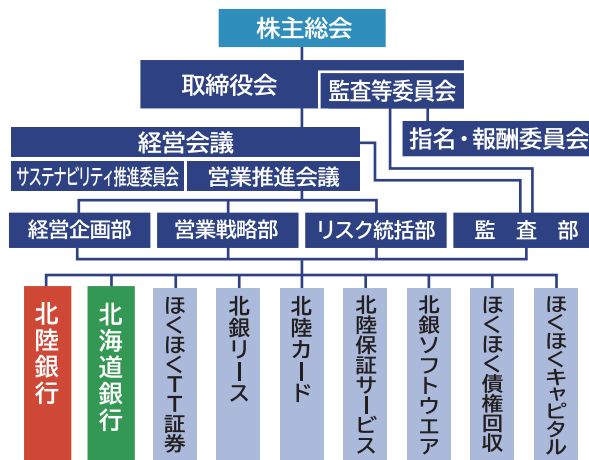 株主総会
取締役会
監査等委員会
指名・報酬委員会
経営会議
サステナビリティ推進委員会
営業推進会議
経営企画部
営業戦略部
リスク統括部
監 査 部
北陸銀行
北海道銀行
ほくほくTT証券
北銀リース
北陸カード
北陸保証サービス
北銀ソフトウエア
ほくほく債権回収
ほくほくキャピタル